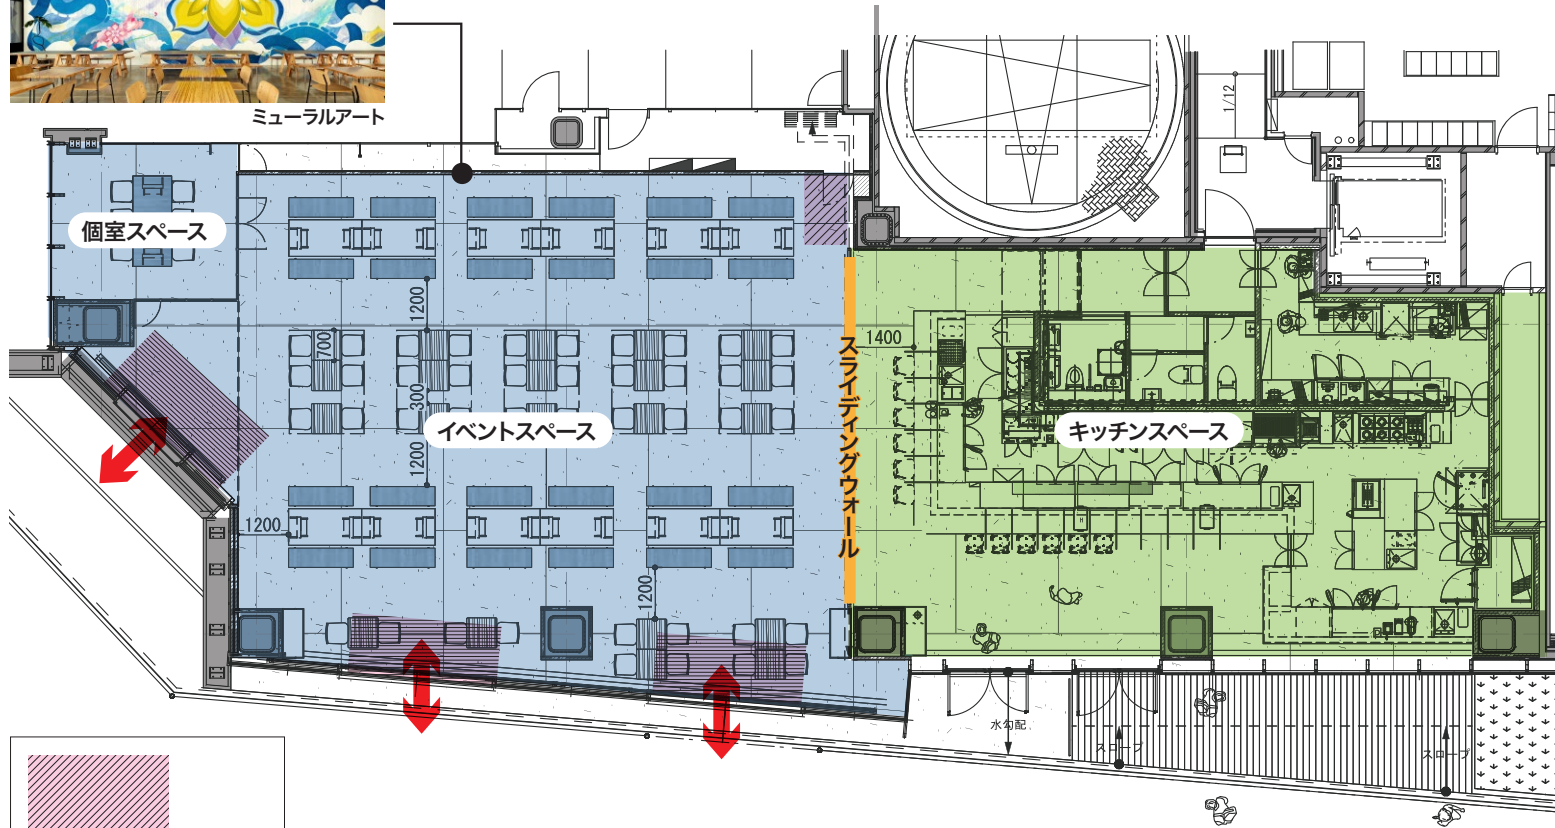 ミューラルアート
1/12
個室スペース
1200
700
1400
スライディングウォール
300
イベントスペース
キッチンスペース
1200
1200
1200
水勾配
スロープ
スロープ